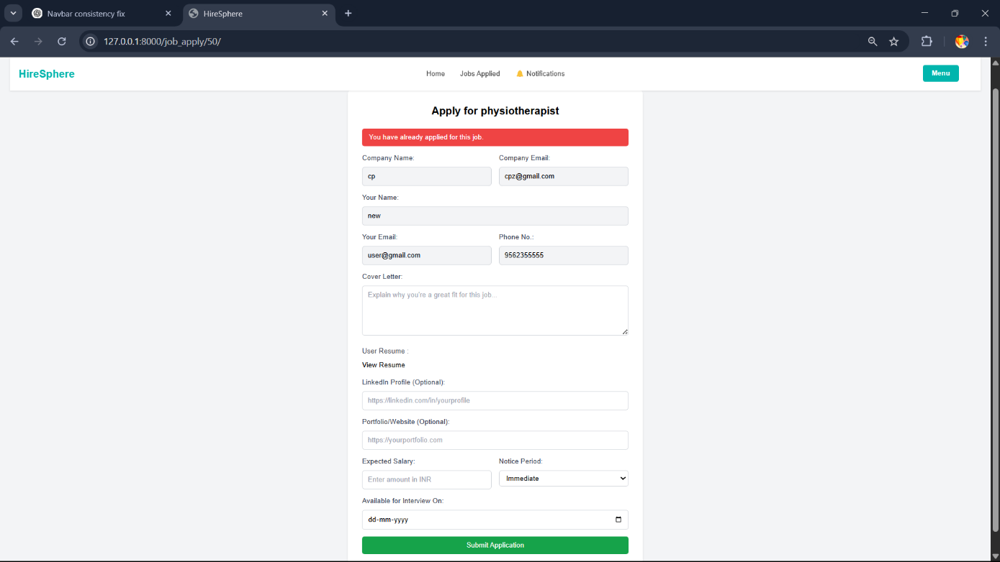 Navbar consistency fix
HireSphere
127.0.0.1:8000/job_apply/50/
HireSphere
Home
Jobs Applied
Notifications
Menu
Apply for physiotherapist
You have already applied for this job.
Company Name:
Company Email:
cp
cpz@gmail.com
Your Name:
new
Your Email:
Phone No.:
user@gmail.com
9562355555
Cover Letter:
Explain why you're a great fit for this job...
User Resume :
View Resume
LinkedIn Profile (Optional):
https://linkedin.com/in/yourprofile
Portfolio/Website (Optional):
https://yourportfolio.com
Expected Salary:
Notice Period:
Enter amount in INR
Immediate
Available for Interview On:
dd-mm-yyyy
Submit Application